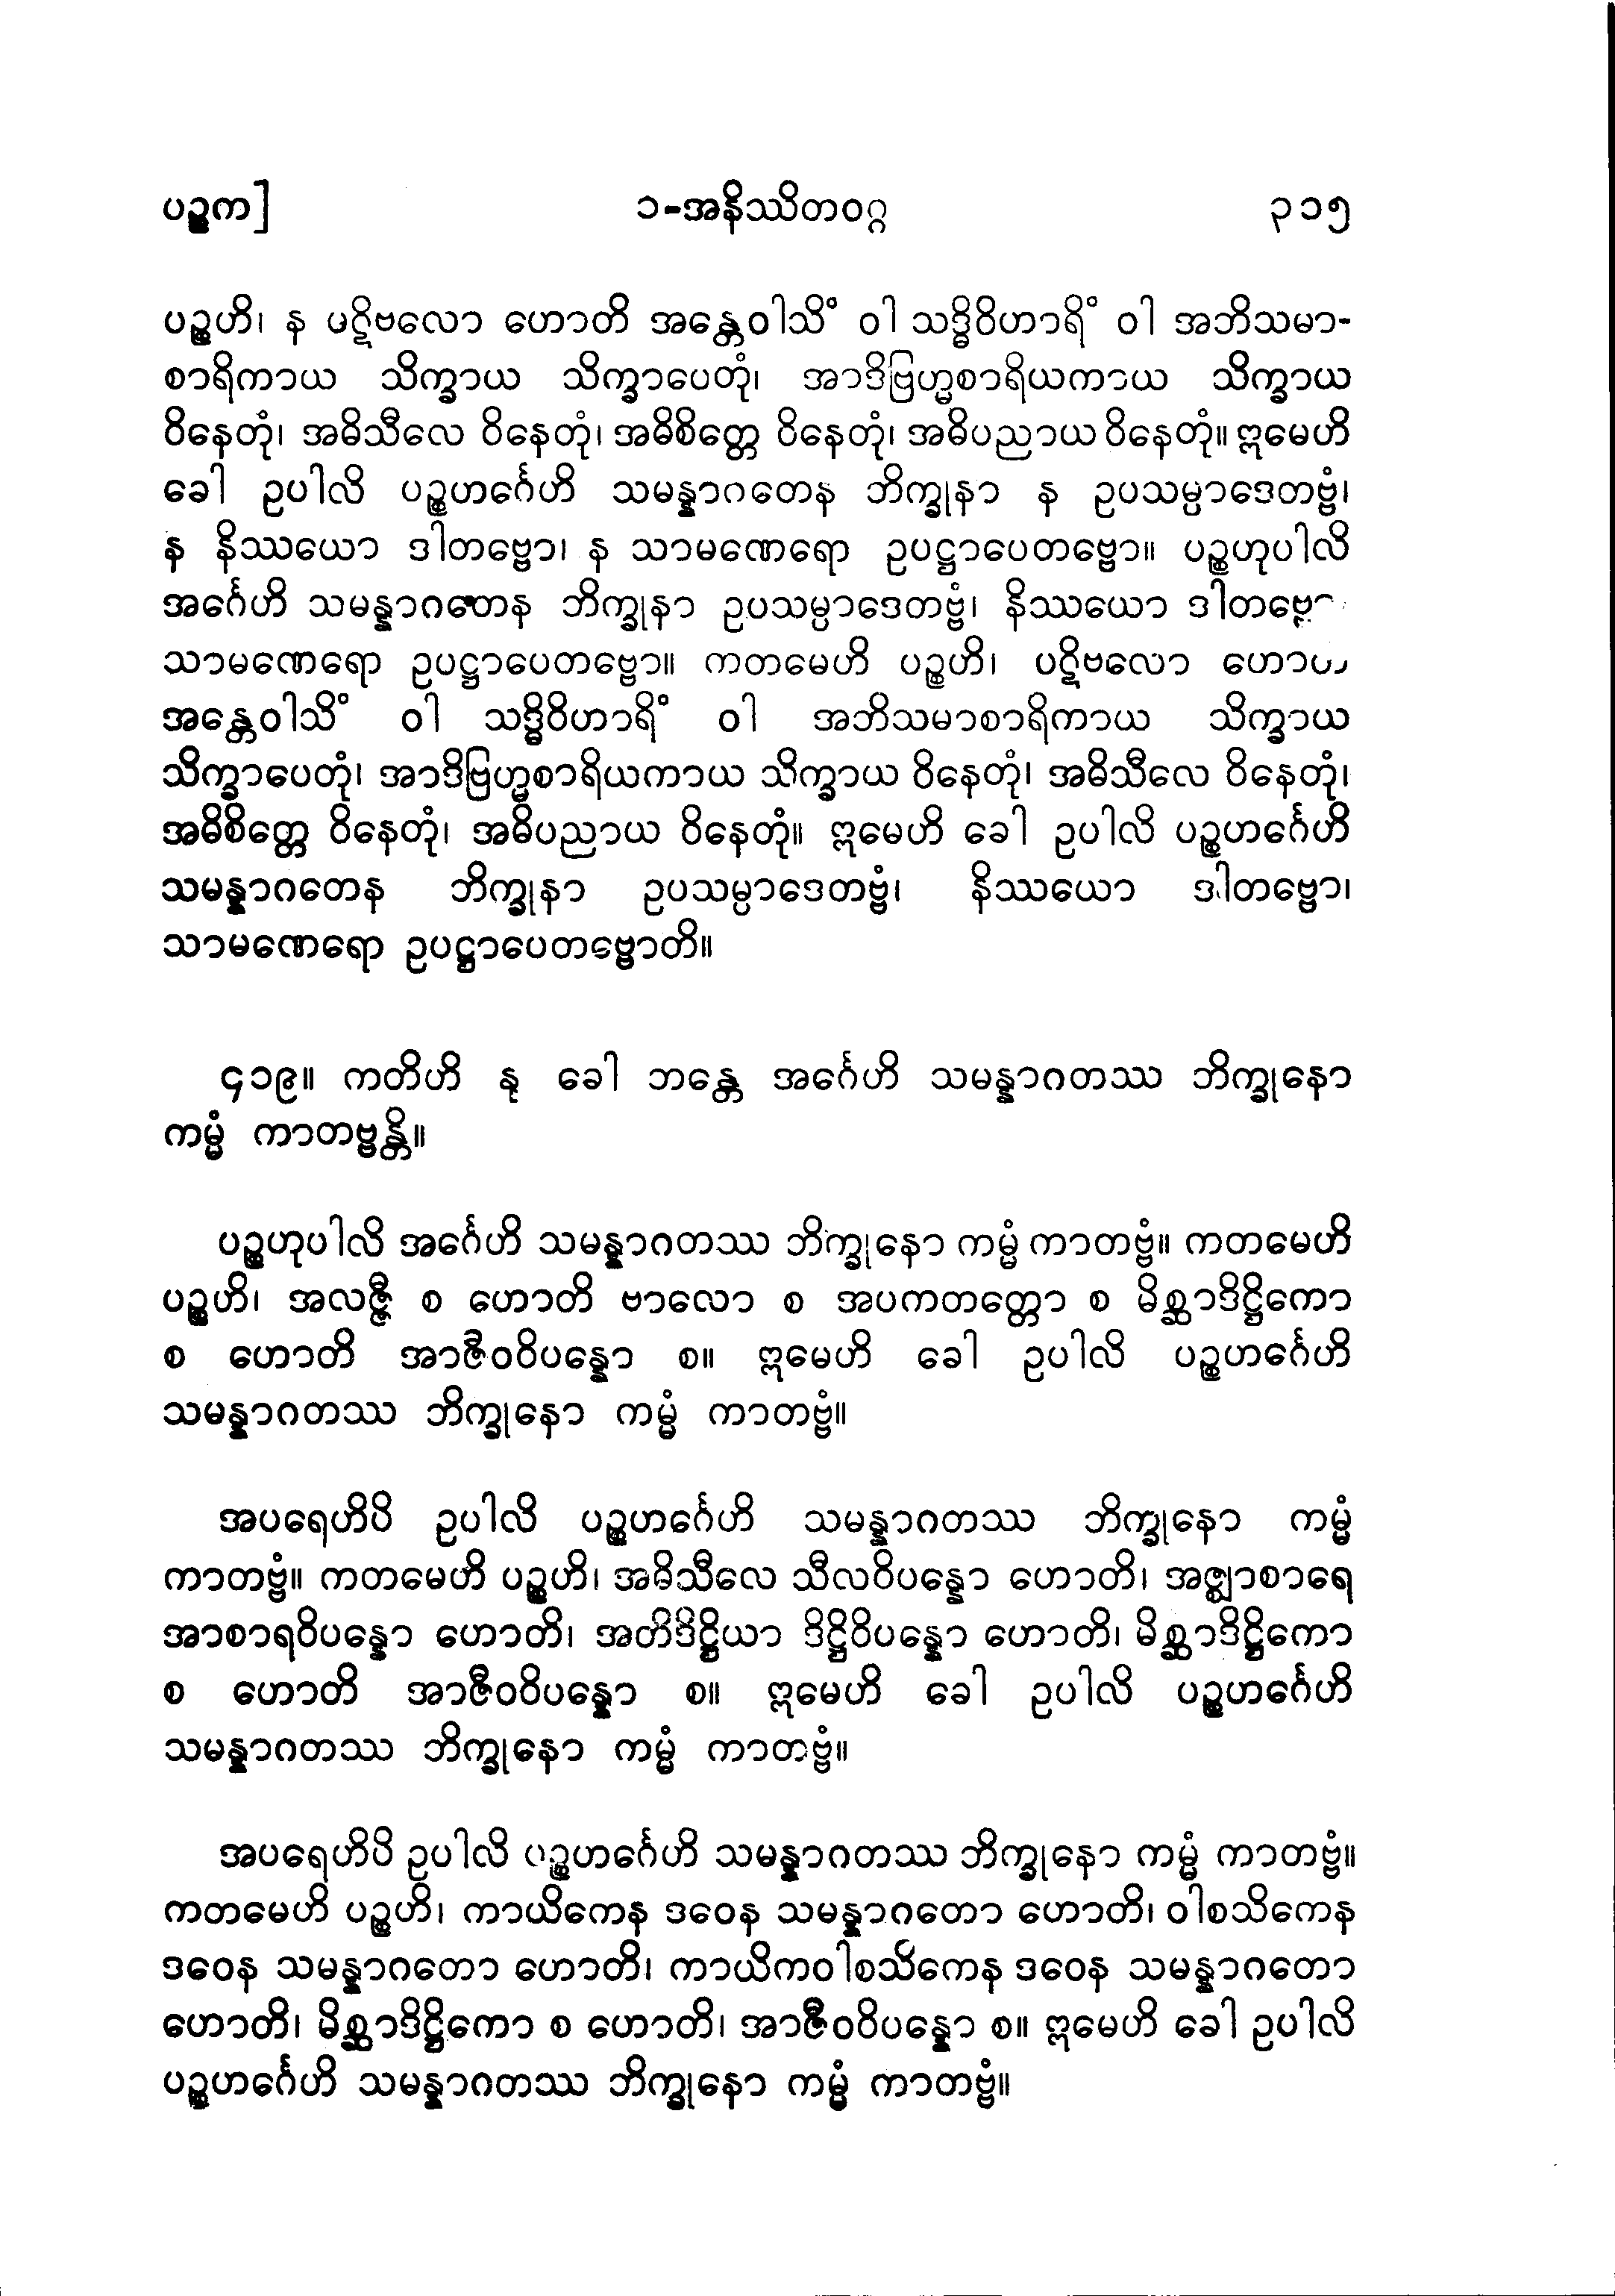 ပဉ္စက]
၁-အနိဿိတဝဂ္ဂ
၃၁၅
ပဉ္စဟိ၊ န ပဋိဗလော ဟောတိ အန္တေဝါသိံ ဝါ သဒ္ဓိဝိဟာရိံ ဝါ အဘိသမာ-
စာရိကာယ သိက္ခာယ သိက္ခာပေတုံ၊ အာဒိဗြဟ္မစာရိယကာယ သိက္ခာယ
ဝိနေတုံ၊ အဓိသီလေ ဝိနေတုံ၊ အဓိစိတ္တေ ဝိနေတုံ၊ အဓိပညာယ ဝိနေတုံ။ ဣမေဟိ
ခေါ ဥပါလိ ပဉ္စဟင်္ဂေဟိ သမန္နာဂတေန ဘိက္ခုနာ န ဥပသမ္ပာဒေတဗ္ဗံ၊
န နိဿယော ဒါတဗ္ဗော၊ န သာမဏေရော ဥပဋ္ဌာပေတဗ္ဗော။ ပဉ္စဟုပါလိ
အင်္ဂေဟိ သမန္နာဂတေန ဘိက္ခုနာ ဥပသမ္ပာဒေတဗ္ဗံ၊ နိဿယော ဒါတဗ္ဗော
သာမဏေရော ဥပဋ္ဌာပေတဗ္ဗော။ ကတမေဟိ ပဉ္စဟိ၊ ပဋိဗလော
အန္တေဝါသိံ ဝါ သဒ္ဓိဝိဟာရိံ ဝါ အဘိသမာစာရိကာယ သိက္ခာယ
သိက္ခာပေတုံ၊ အာဒိဗြဟ္မစာရိယကာယ သိက္ခာယ ဝိနေတုံ၊ အဓိသီလေ ဝိနေတုံ၊
အဓိစိတ္တေ ဝိနေတုံ၊ အဓိပညာယ ဝိနေတုံ။ ဣမေဟိ ခေါ ဥပါလိ ပဉ္စဟင်္ဂေဟိ
သမန္နာဂတေန ဘိက္ခုနာ ဥပသမ္ပာဒေတဗ္ဗံ၊ နိဿယော ဒါတဗ္ဗော၊
သာမဏေရော ဥပဋ္ဌာပေတဗ္ဗောတိ။
၄၁၉။ ကတိဟိ နု ခေါ ဘန္တေ အင်္ဂေဟိ သမန္နာဂတဿ ဘိက္ခုနော
ကမ္မံ ကာတဗ္ဗန္တိ။
ပဉ္စဟုပါလိ အင်္ဂေဟိ သမန္နာဂတဿ ဘိက္ခုနော ကမ္မံ ကာတဗ္ဗံ။ ကတမေဟိ
ပဉ္စဟိ၊ အလဇ္ဇီ စ ဟောတိ ဗာလော စ အပကတတ္တော စ မိစ္ဆာဒိဋ္ဌိကော
စ ဟောတိ အာဇီဝဝိပန္နော စ။ ဣမေဟိ ခေါ ဥပါလိ ပဉ္စဟင်္ဂေဟိ
သမန္နာဂတဿ ဘိက္ခုနော ကမ္မံ ကာတဗ္ဗံ။
အပရေဟိပိ ဥပါလိ ပဉ္စဟင်္ဂေဟိ သမန္နာဂတဿ ဘိက္ခုနော ကမ္မံ
ကာတဗ္ဗံ။ ကတမေဟိ ပဉ္စဟိ၊ အဓိသီလေ သီလဝိပန္နော ဟောတိ၊ အဇ္ဈာစာရေ
အာစာရဝိပန္နော ဟောတိ၊ အတိဒိဋ္ဌိယာ ဒိဋ္ဌိဝိပန္နော ဟောတိ၊ မိစ္ဆာဒိဋ္ဌိကော
စ ဟောတိ အာဇီဝဝိပန္နော စ။ ဣမေဟိ ခေါ ဥပါလိ ပဉ္စဟင်္ဂေဟိ
သမန္နာဂတဿ ဘိက္ခုနော ကမ္မံ ကာတဗ္ဗံ။
အပရေဟိပိ ဥပါလိ ပဉ္စဟင်္ဂေဟိ သမန္နာဂတဿ ဘိက္ခုနော ကမ္မံ ကာတဗ္ဗံ။
ကတမေဟိ ပဉ္စဟိ၊ ကာယိကေန ဒဝေန သမန္နာဂတော ဟောတိ၊ ဝါစသိကေန
ဒဝေန သမန္နာဂတော ဟောတိ၊ ကာယိကဝါစသိကေန ဒဝေန သမန္နာဂတော
ဟောတိ၊ မိစ္ဆာဒိဋ္ဌိကော စ ဟောတိ၊ အာဇီဝဝိပန္နော စ။ ဣမေဟိ ခေါ ဥပါလိ
ပဉ္စဟင်္ဂေဟိ သမန္နာဂတဿ ဘိက္ခုနော ကမ္မံ ကာတဗ္ဗံ။